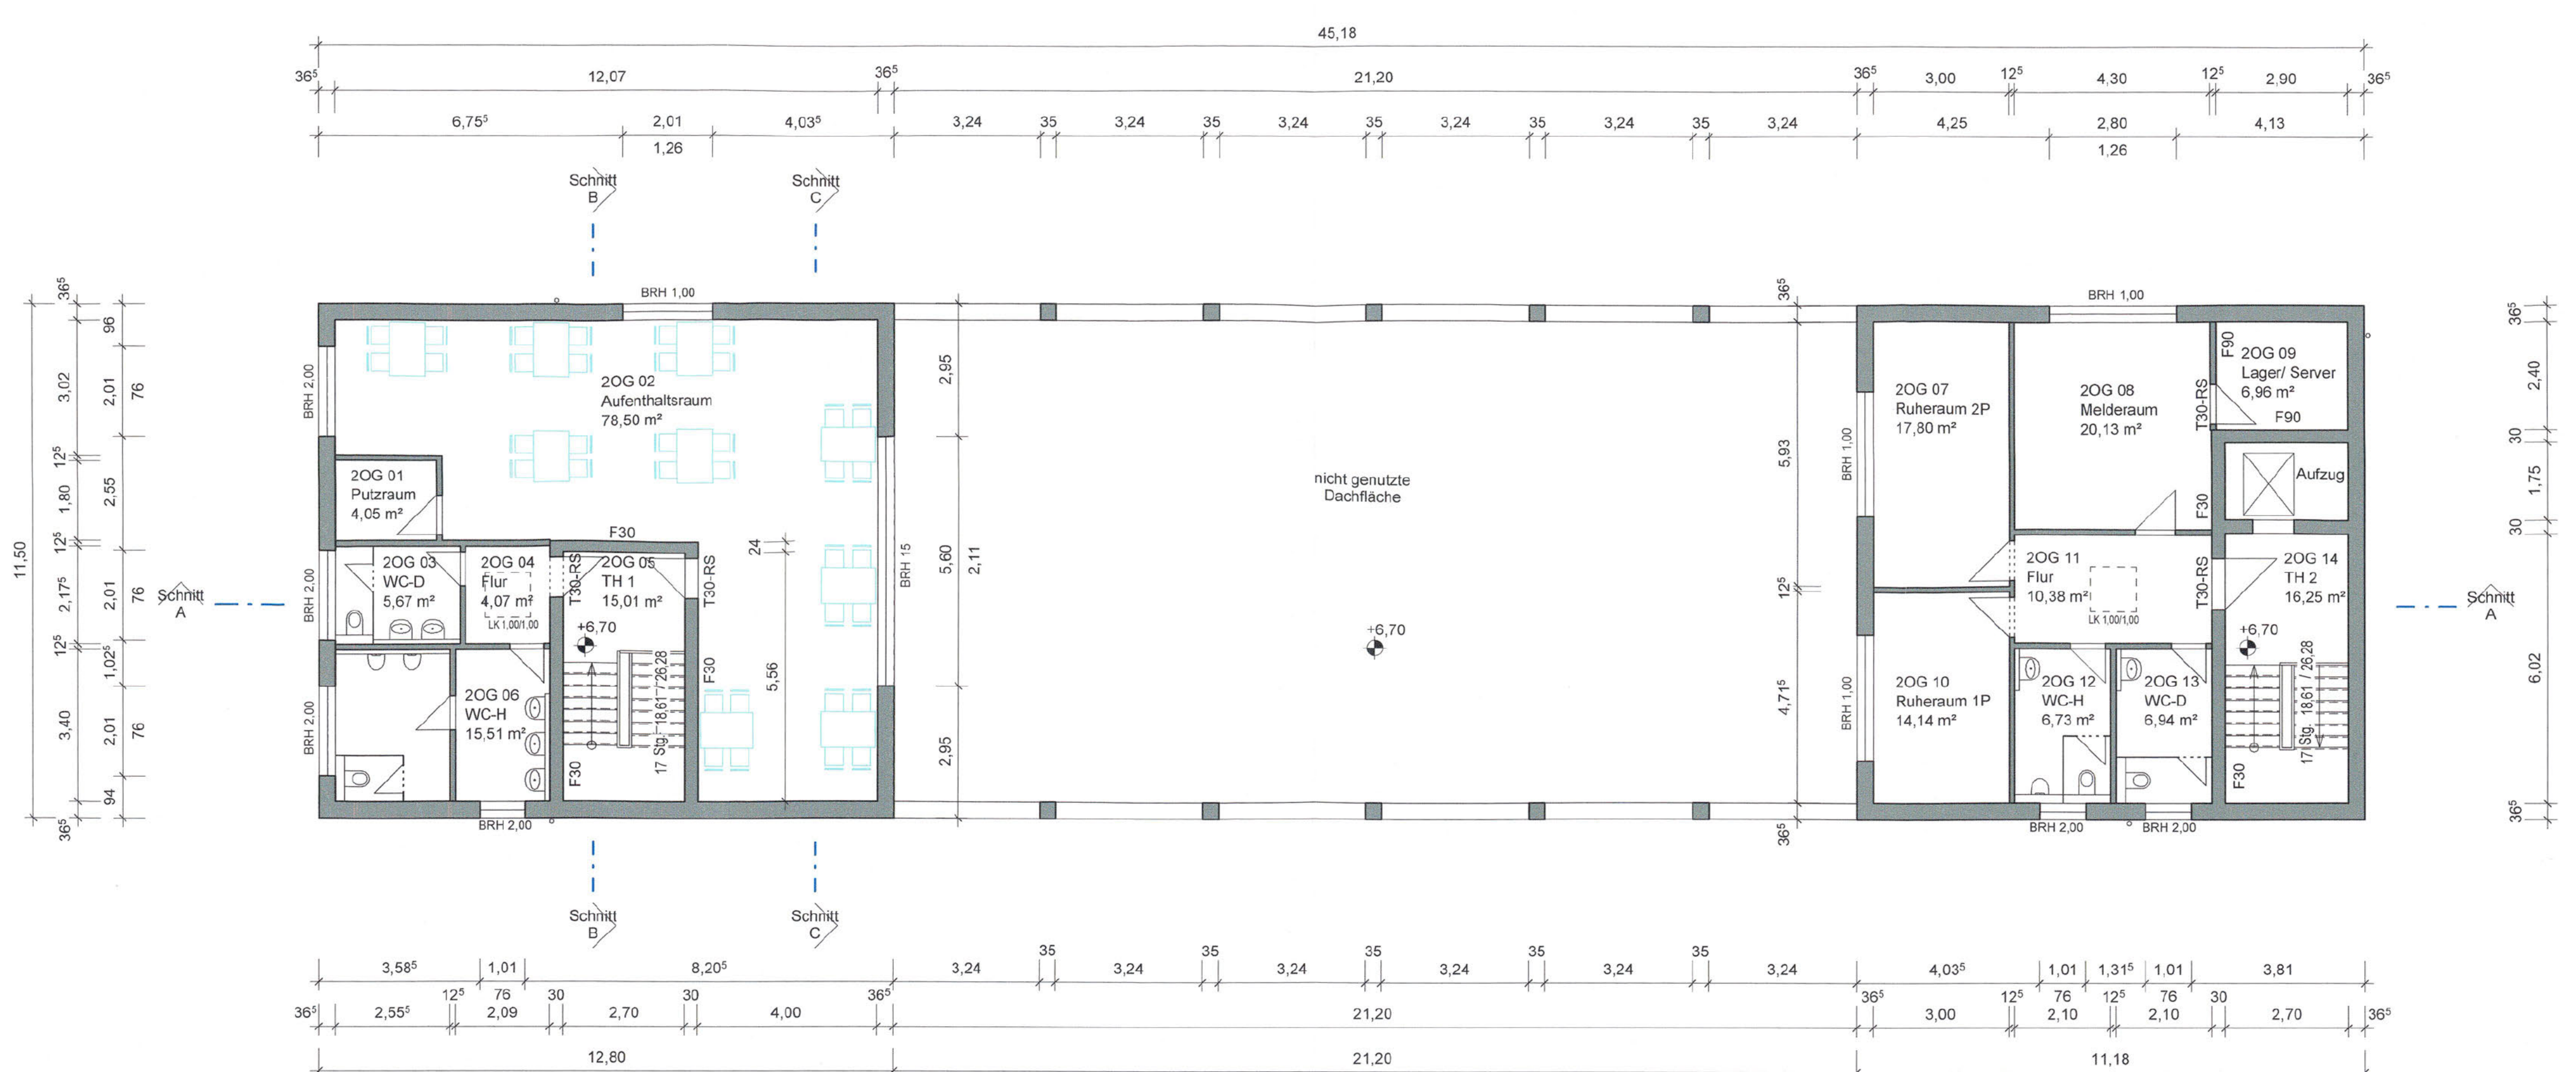 45,18
36⁵ 12,07 36⁵ 21,20 36⁵ 3,00 12⁵ 4,30 12⁵ 2,90 36⁵
6,75⁵ 2,01 4,03⁵ 3,24 35 3,24 35 3,24 35 3,24 35 3,24 35 3,24 4,25 2,80 4,13
1,26 1,26
Schnitt
B
Schnitt
C
BRH 1,00
BRH 1,00
11,50
36⁵
3,02
12⁵
1,80
12⁵
2,17⁵
12⁵
1,02⁵
3,40
36⁵
96
2,01
76
2,55
2,01
76
2,01
76
94
BRH 2,00
BRH 2,00
BRH 2,00
Schnitt
A
2OG 02
Aufenthaltsraum
78,50 m²
2OG 01
Putzraum
4,05 m²
2OG 03
WC-D
5,67 m²
2OG 04
Flur
4,07 m²
LK 1,00/1,00
F30
T30-RS
2OG 05
TH 1
15,01 m²
+6,70
T30-RS
F30
17 Stg. 18,61 / 26,28
F30
2OG 06
WC-H
15,51 m²
BRH 2,00
24
5,56
BRH 15
2,95
5,60
2,11
2,95
nicht genutzte
Dachfläche
+6,70
36⁵
5,93
12⁵
4,71⁵
36⁵
BRH 1,00
BRH 1,00
2OG 07
Ruheraum 2P
17,80 m²
2OG 08
Melderaum
20,13 m²
F90
T30-RS
2OG 09
Lager/ Server
6,96 m²
F90
Aufzug
F30
2OG 10
Ruheraum 1P
14,14 m²
2OG 11
Flur
10,38 m²
LK 1,00/1,00
T30-RS
2OG 14
TH 2
16,25 m²
+6,70
2OG 12
WC-H
6,73 m²
2OG 13
WC-D
6,94 m²
17 Stg. 18,61 / 26,28
F30
BRH 2,00
BRH 2,00
36⁵
2,40
30
1,75
30
6,02
36⁵
Schnitt
A
Schnitt
B
Schnitt
C
35 35 35 35 35
3,58⁵ 1,01 8,20⁵ 3,24 3,24 3,24 3,24 3,24 3,24 4,03⁵ 1,01 1,31⁵ 1,01 3,81
12⁵ 76 30 30 36⁵ 36⁵ 12⁵ 76 12⁵ 76 30
36⁵ 2,55⁵ 2,09 2,70 4,00 21,20 3,00 2,10 2,10 2,70 36⁵
12,80 21,20 11,18